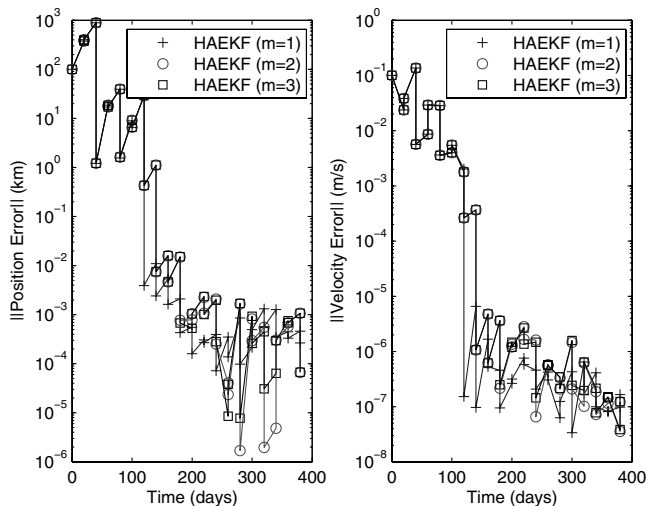 ||Position Error|| (km)
10^3
10^2
10^1
10^0
10^−1
10^−2
10^−3
10^−4
10^−5
10^−6
0 100 200 300 400
Time (days)
HAEKF (m=1)
HAEKF (m=2)
HAEKF (m=3)
||Velocity Error|| (m/s)
10^0
10^−1
10^−2
10^−3
10^−4
10^−5
10^−6
10^−7
10^−8
0 100 200 300 400
Time (days)
HAEKF (m=1)
HAEKF (m=2)
HAEKF (m=3)